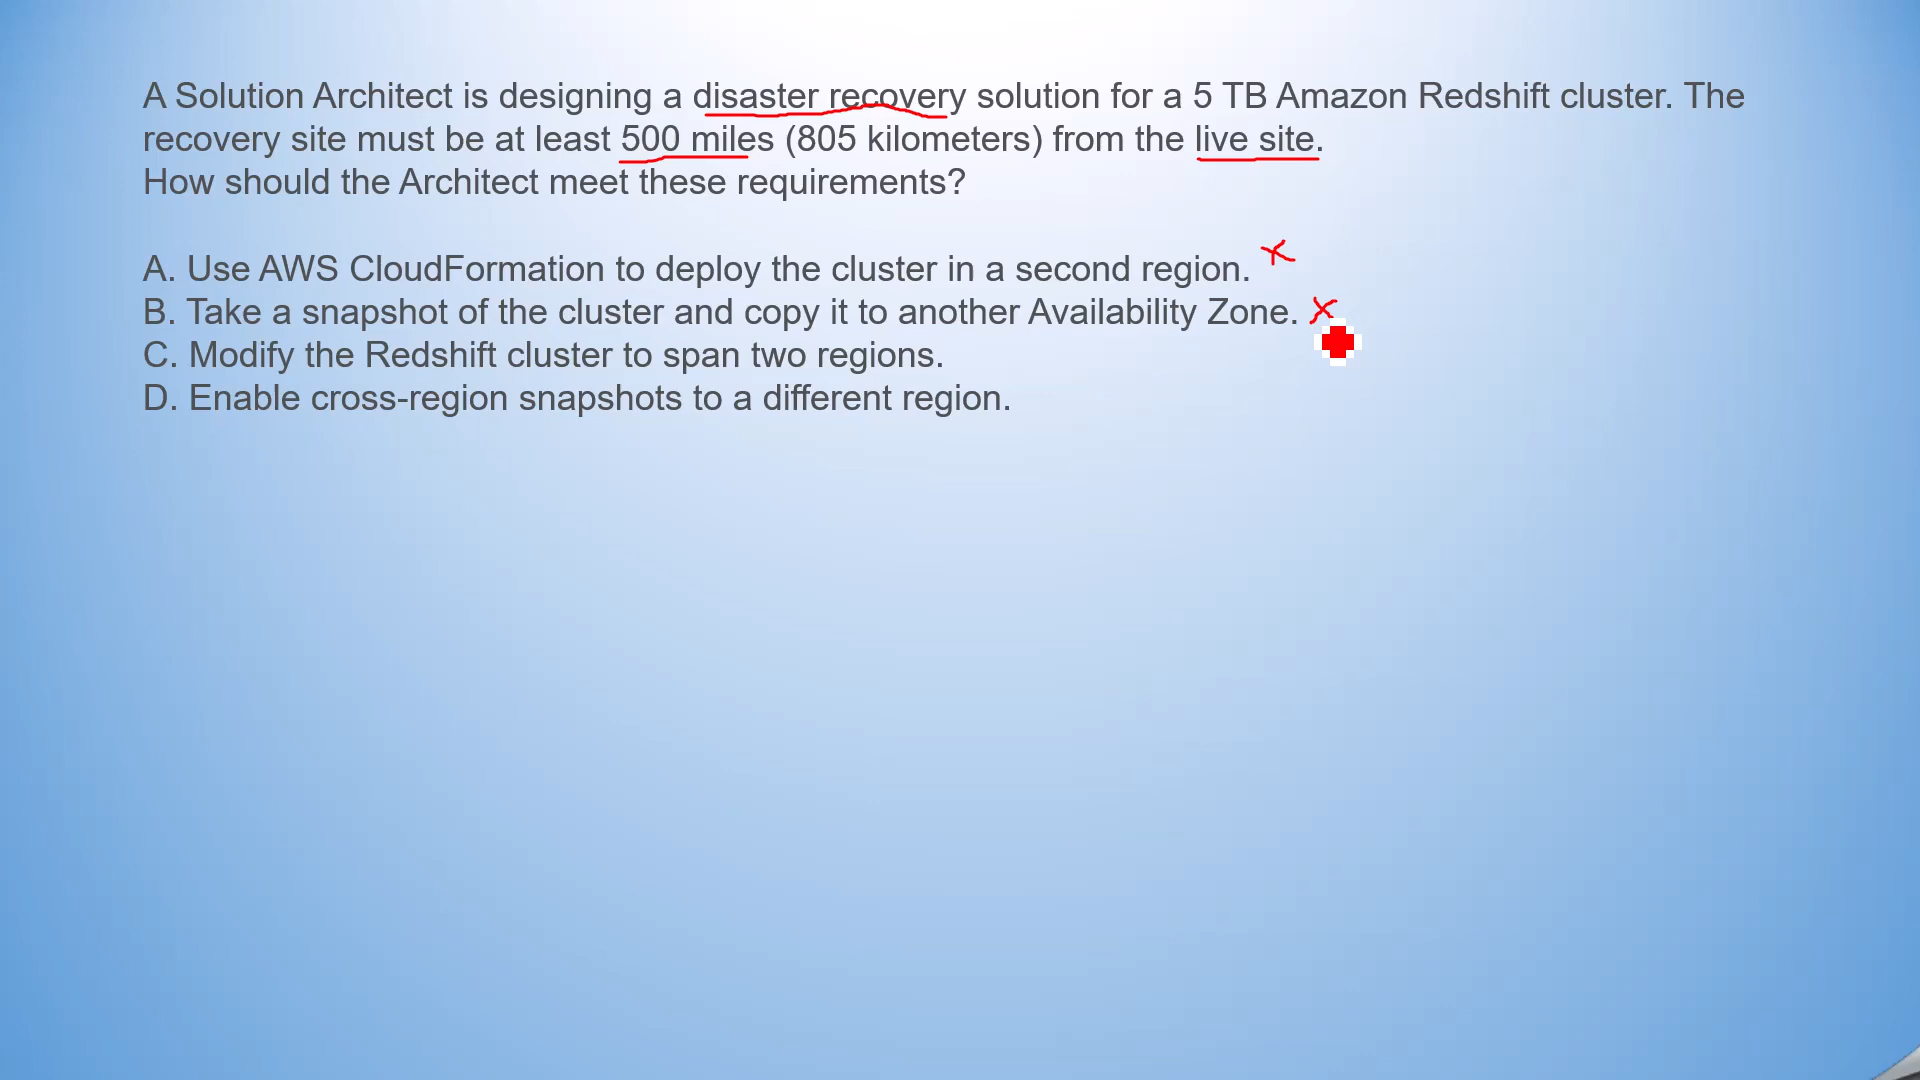 A Solution Architect is designing a disaster recovery solution for a 5 TB Amazon Redshift cluster. The
recovery site must be at least 500 miles (805 kilometers) from the live site.
How should the Architect meet these requirements?
A. Use AWS CloudFormation to deploy the cluster in a second region.
B. Take a snapshot of the cluster and copy it to another Availability Zone.
C. Modify the Redshift cluster to span two regions.
D. Enable cross-region snapshots to a different region.